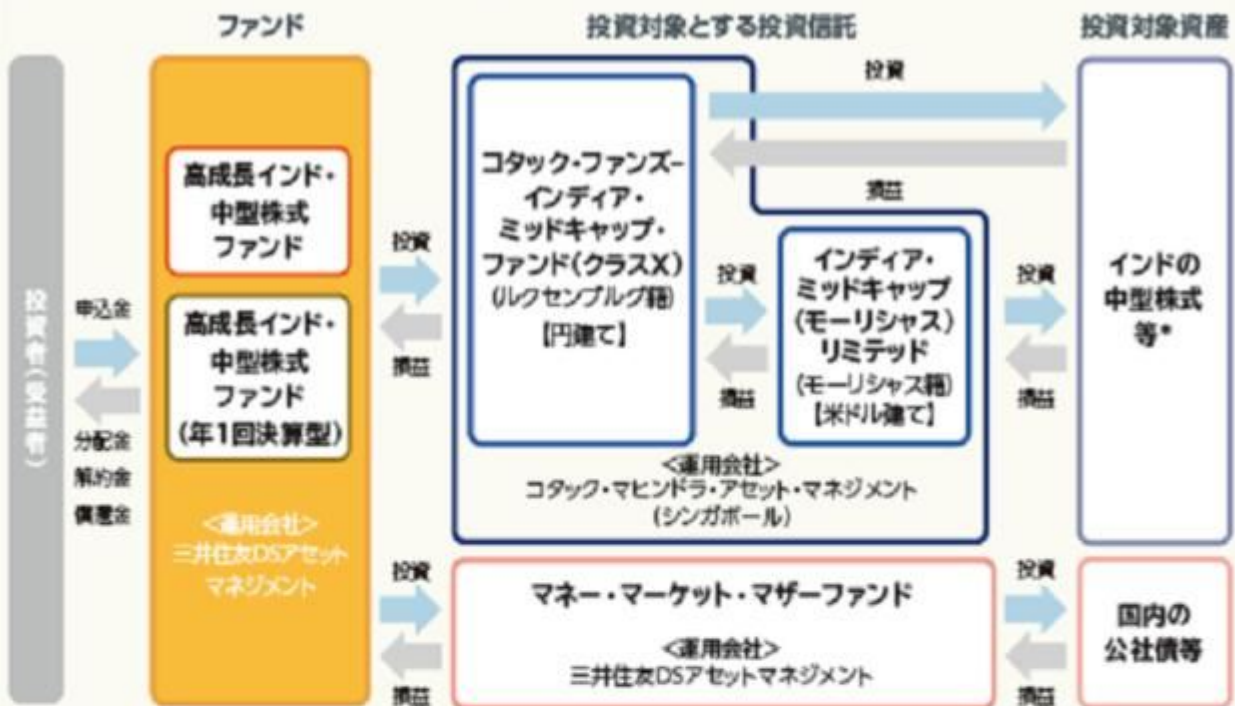 ファンド
投資対象とする投資信託
投資対象資産
投資者(受益者)
申込金
分配金
解約金
償還金
高成長インド・
中型株式
ファンド
高成長インド・
中型株式
ファンド
(年1回決算型)
<運用会社>
三井住友DSアセット
マネジメント
投資
損益
コタック・ファンズ-
インディア・
ミッドキャップ・
ファンド(クラスX)
(ルクセンブルグ籍)
【円建て】
投資
損益
投資
損益
インディア・
ミッドキャップ
(モーリシャス)
リミテッド
(モーリシャス籍)
【米ドル建て】
投資
損益
<運用会社>
コタック・マヒンドラ・アセット・マネジメント
(シンガポール)
インドの
中型株式
等*
投資
損益
マネー・マーケット・マザーファンド
<運用会社>
三井住友DSアセットマネジメント
投資
損益
国内の
公社債等